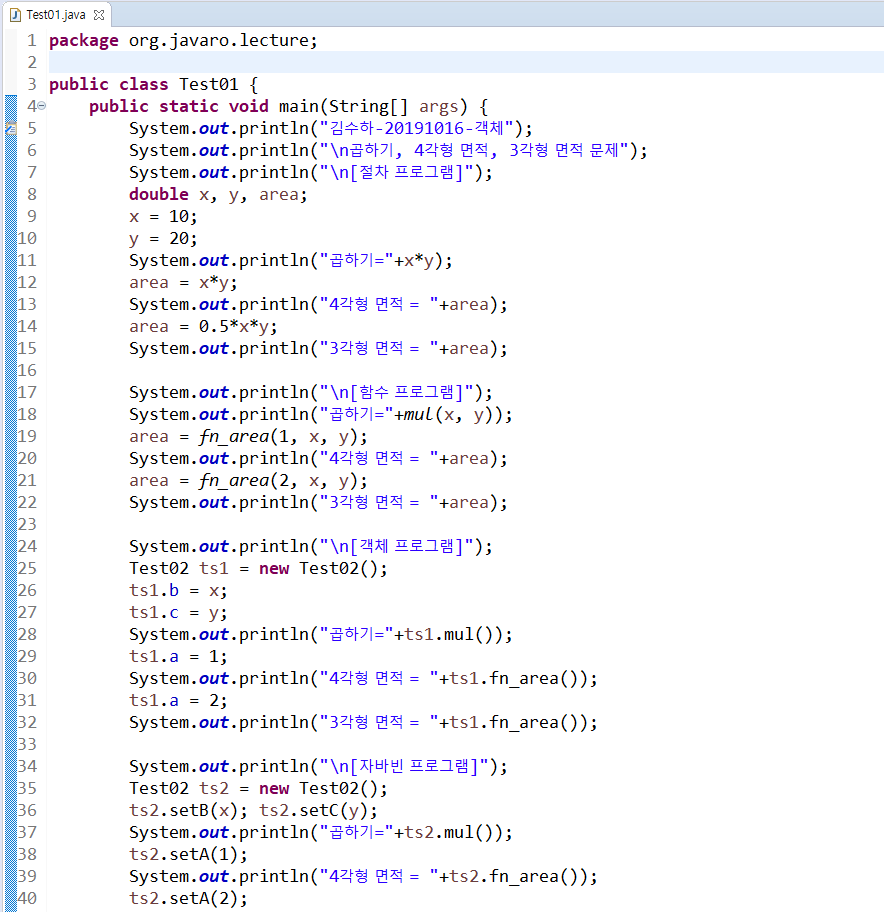 Test01.java
1 package org.javaro.lecture;
2
3 public class Test01 {
4 public static void main(String[] args) {
5 System.out.println("김수하-20191016-객체");
6 System.out.println("\n곱하기, 4각형 면적, 3각형 면적 문제");
7 System.out.println("\n[절차 프로그램]");
8 double x, y, area;
9 x = 10;
10 y = 20;
11 System.out.println("곱하기="+x*y);
12 area = x*y;
13 System.out.println("4각형 면적 = "+area);
14 area = 0.5*x*y;
15 System.out.println("3각형 면적 = "+area);
16
17 System.out.println("\n[함수 프로그램]");
18 System.out.println("곱하기="+mul(x, y));
19 area = fn_area(1, x, y);
20 System.out.println("4각형 면적 = "+area);
21 area = fn_area(2, x, y);
22 System.out.println("3각형 면적 = "+area);
23
24 System.out.println("\n[객체 프로그램]");
25 Test02 ts1 = new Test02();
26 ts1.b = x;
27 ts1.c = y;
28 System.out.println("곱하기="+ts1.mul());
29 ts1.a = 1;
30 System.out.println("4각형 면적 = "+ts1.fn_area());
31 ts1.a = 2;
32 System.out.println("3각형 면적 = "+ts1.fn_area());
33
34 System.out.println("\n[자바빈 프로그램]");
35 Test02 ts2 = new Test02();
36 ts2.setB(x); ts2.setC(y);
37 System.out.println("곱하기="+ts2.mul());
38 ts2.setA(1);
39 System.out.println("4각형 면적 = "+ts2.fn_area());
40 ts2.setA(2);